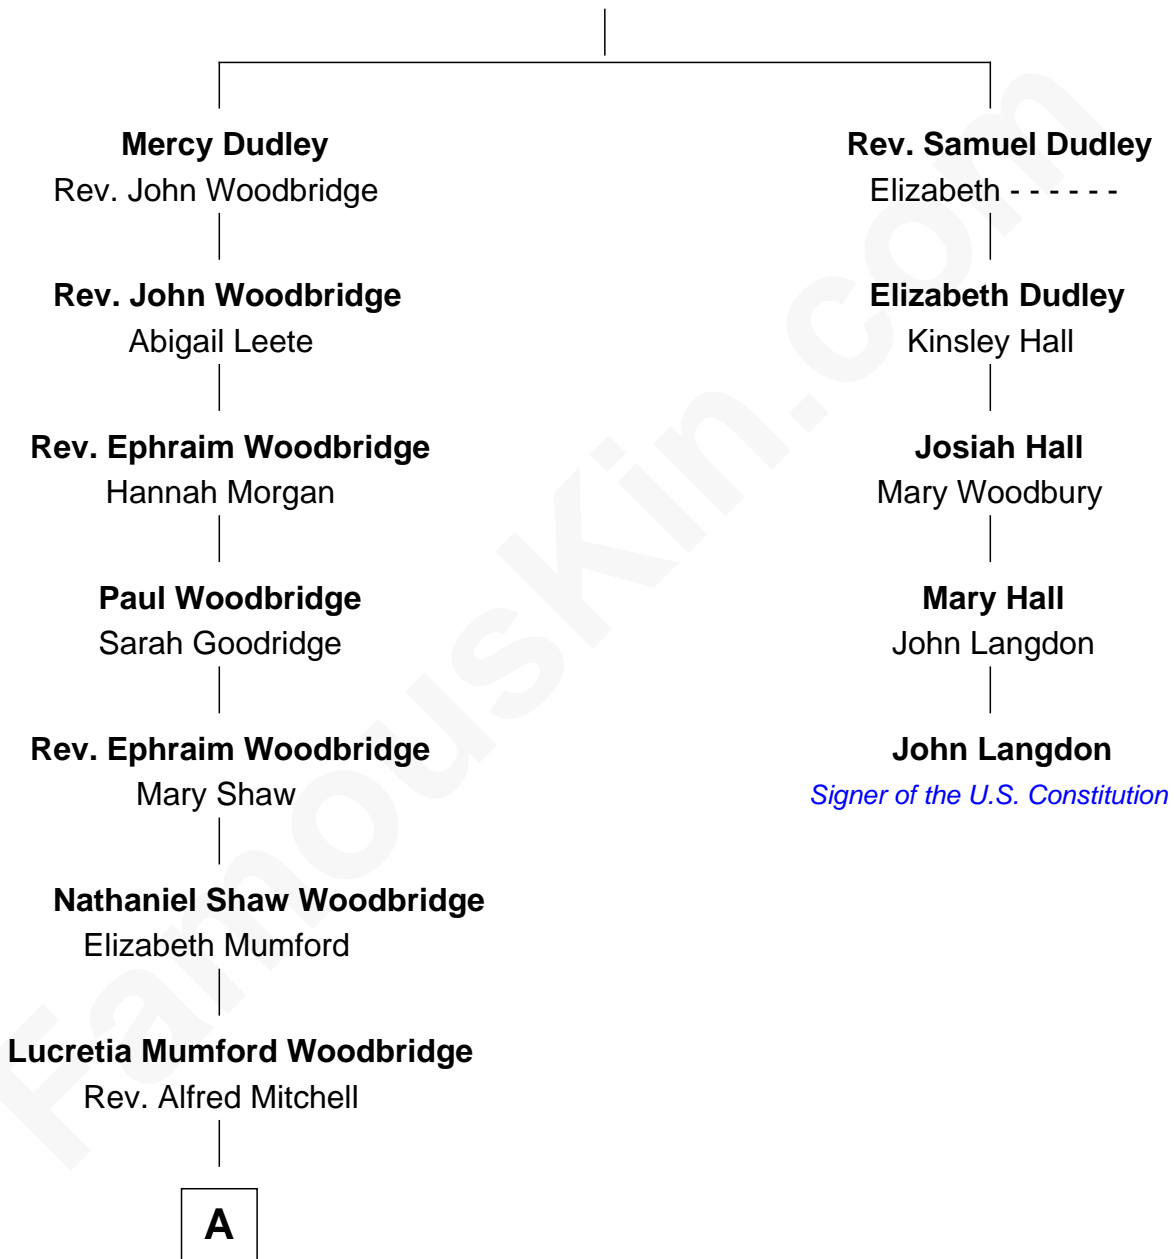 Mercy Dudley
Rev. John Woodbridge
Rev. John Woodbridge
Abigail Leete
Rev. Ephraim Woodbridge
Hannah Morgan
Paul Woodbridge
Sarah Goodridge
Rev. Ephraim Woodbridge
Mary Shaw
Nathaniel Shaw Woodbridge
Elizabeth Mumford
Lucretia Mumford Woodbridge
Rev. Alfred Mitchell
A
Rev. Samuel Dudley
Elizabeth - - - - - -
Elizabeth Dudley
Kinsley Hall
Josiah Hall
Mary Woodbury
Mary Hall
John Langdon
John Langdon
Signer of the U.S. Constitution
FamousKin.com